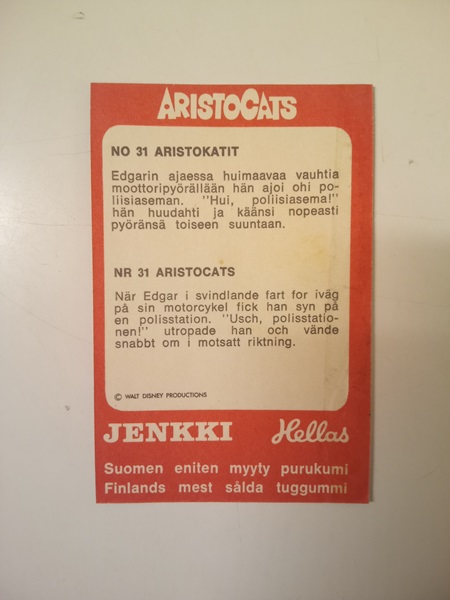 ARISTOCATS
NO 31 ARISTOKATIT
Edgarin ajaessa huimaavaa vauhtia
moottoripyörällään hän ajoi ohi po-
liisiaseman. "Hui, poliisiasema!"
hän huudahti ja käänsi nopeasti
pyöränsä toiseen suuntaan.
NR 31 ARISTOCATS
När Edgar i svindlande fart for iväg
på sin motorcykel fick han syn på
en polisstation. "Usch, polisstatio-
nen!" utropade han och vände
snabbt om i motsatt riktning.
© WALT DISNEY PRODUCTIONS
JENKKI Hellas
Suomen eniten myyty purukumi
Finlands mest sålda tuggummi